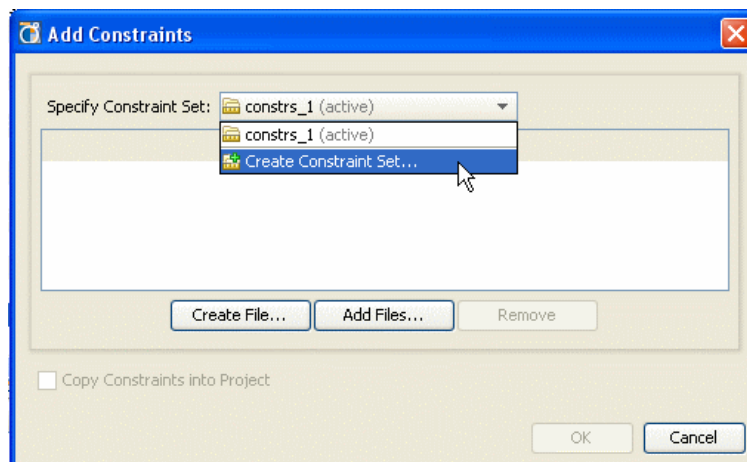 Add Constraints
Specify Constraint Set: constrs_1 (active)
constrs_1 (active)
Create Constraint Set...
Create File... Add Files... Remove
Copy Constraints into Project
OK Cancel